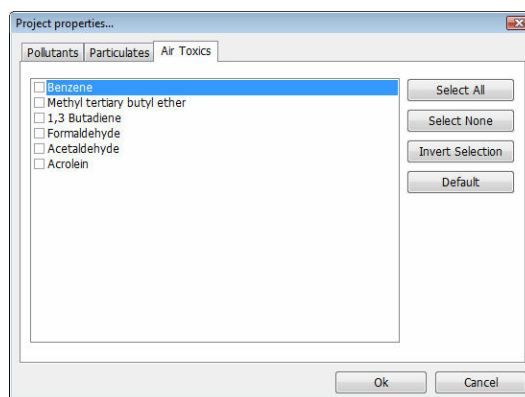 Project properties...
Pollutants Particulates Air Toxics
Benzene
Methyl tertiary butyl ether
1,3 Butadiene
Formaldehyde
Acetaldehyde
Acrolein
Select All
Select None
Invert Selection
Default
Ok Cancel